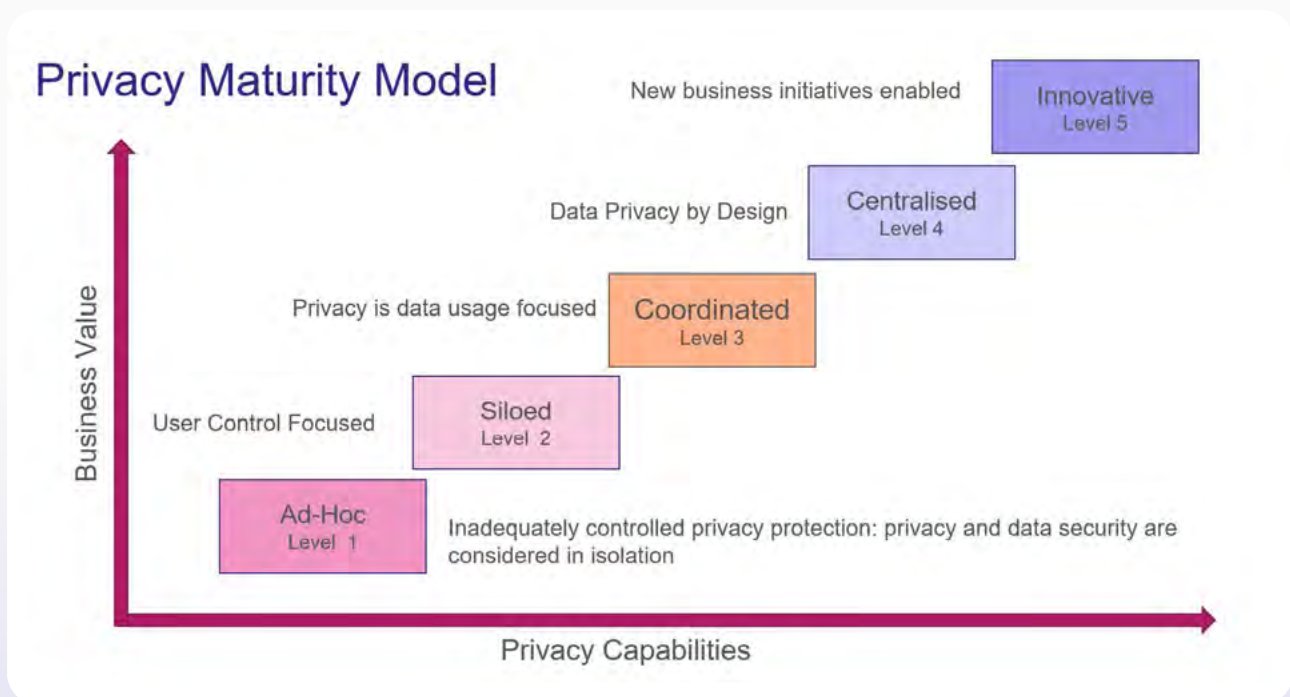 Privacy Maturity Model
New business initiatives enabled
Innovative
Level 5
Data Privacy by Design
Centralised
Level 4
Privacy is data usage focused
Coordinated
Level 3
User Control Focused
Siloed
Level 2
Ad-Hoc
Level 1
Inadequately controlled privacy protection: privacy and data security are
considered in isolation
Business Value
Privacy Capabilities